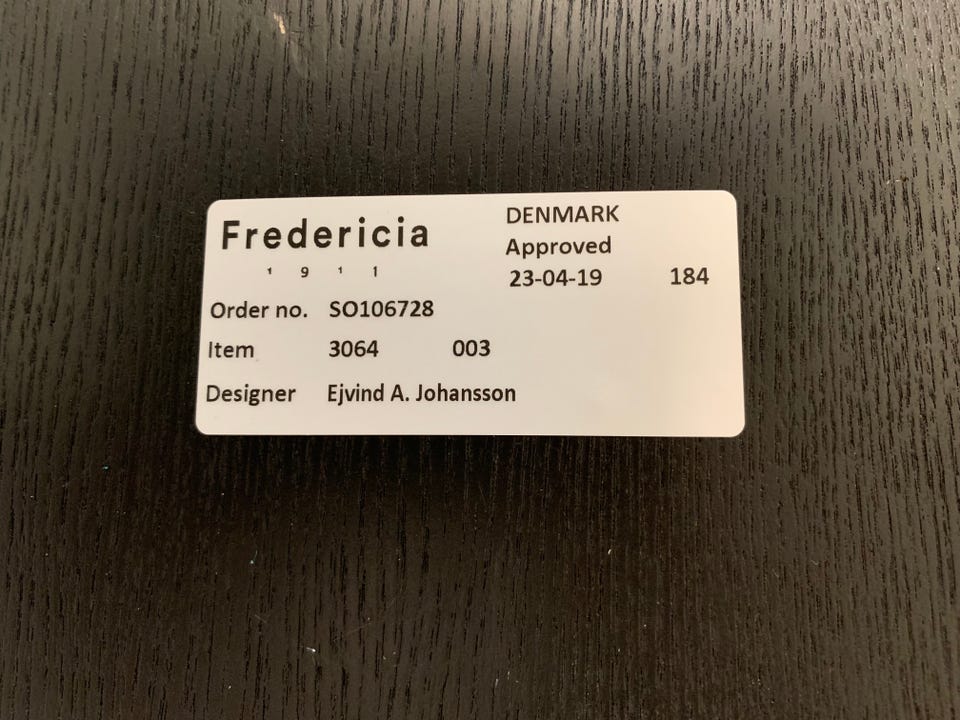 Fredericia
1 9 1 1
DENMARK
Approved
23-04-19 184
Order no. SO106728
Item 3064 003
Designer Ejvind A. Johansson